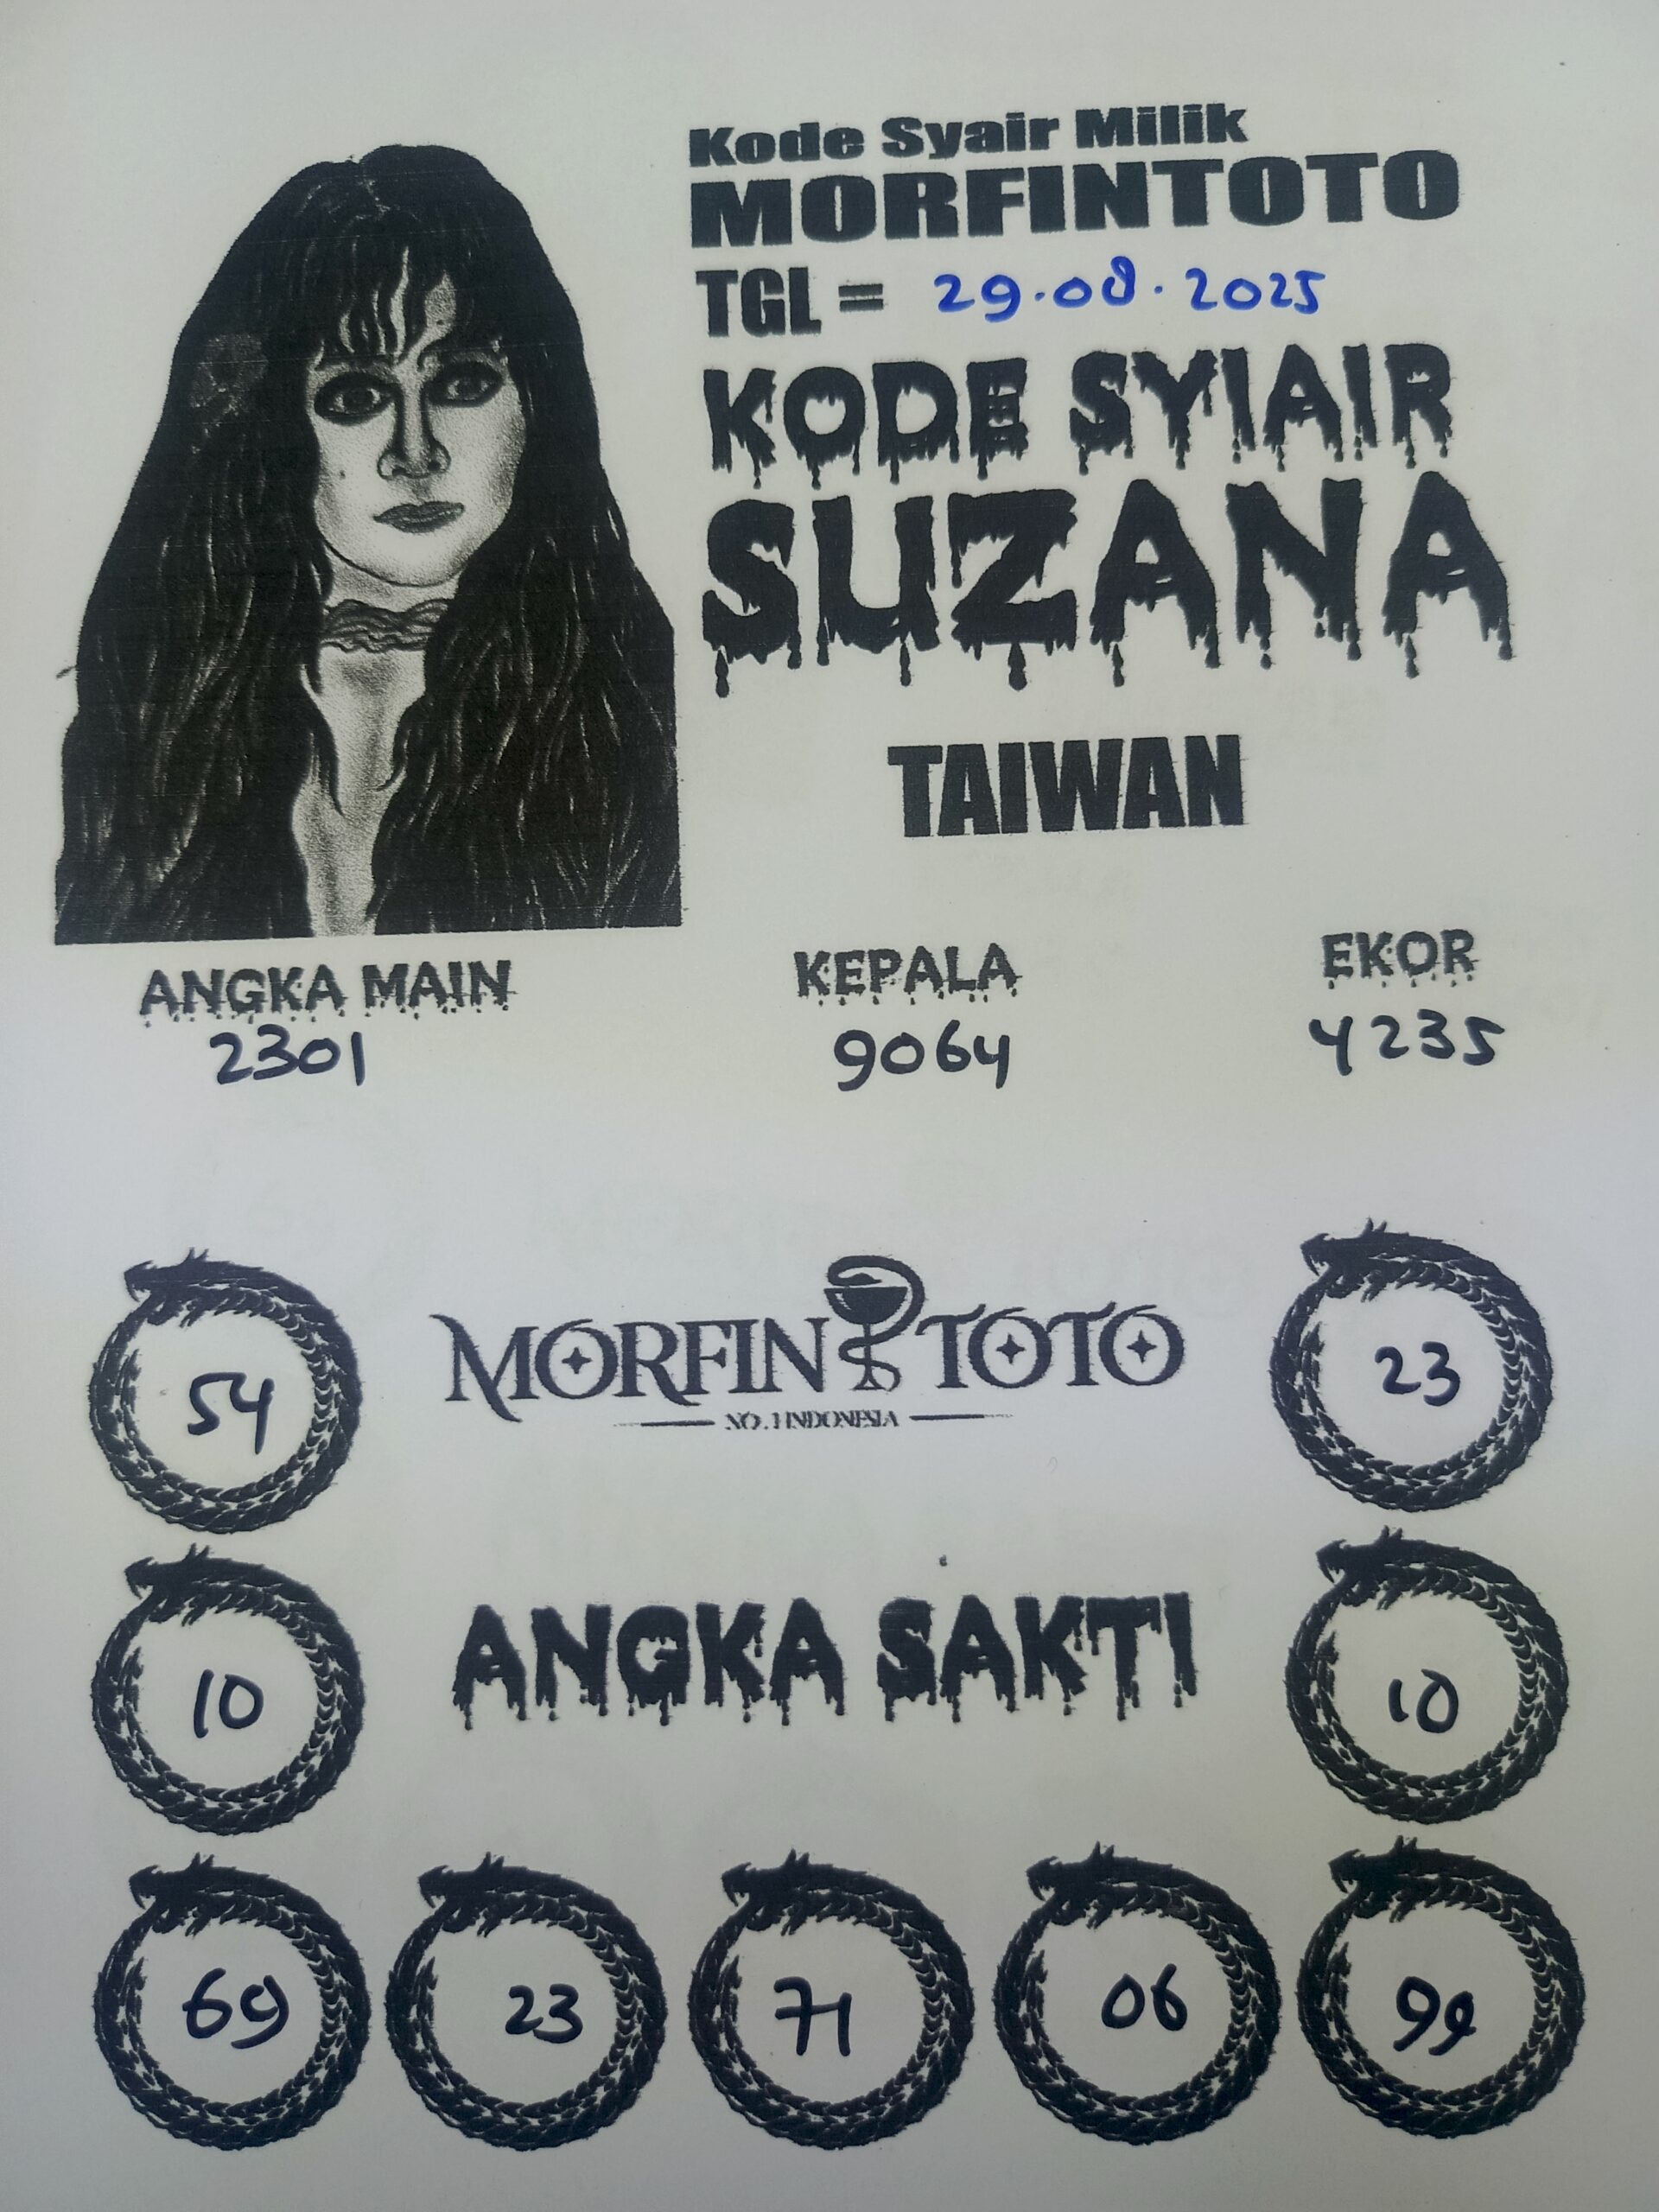 Kode Syair Milik
MORFINTOTO
TGL = 29.08.2025
KODE SYIAIR
SUZANA
TAIWAN
ANGKA MAIN KEPALA EKOR
2301 9064 4235
54 MORFIN TOTO 23
NO.1 INDONESIA
10 ANGKA SAKTI 10
69 23 71 06 99